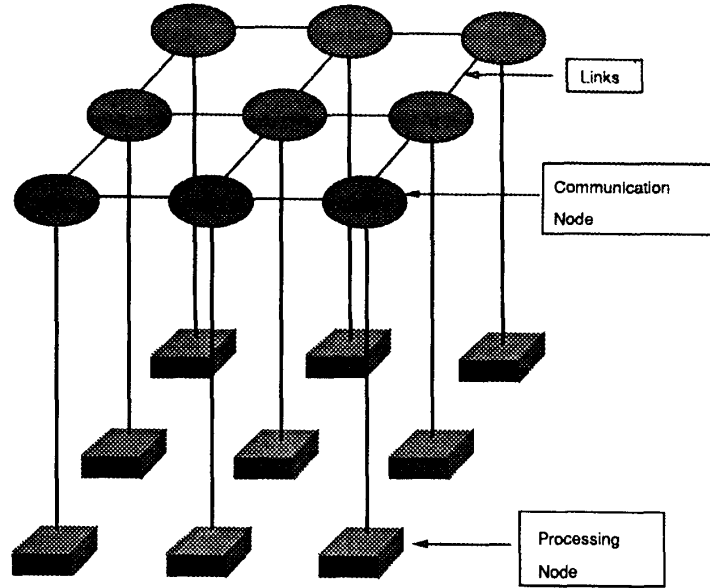 Links
Communication
Node
Processing
Node